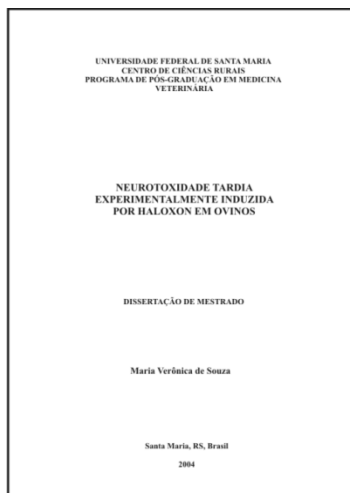 UNIVERSIDADE FEDERAL DE SANTA MARIA
CENTRO DE CIÊNCIAS RURAIS
PROGRAMA DE PÓS-GRADUAÇÃO EM MEDICINA
VETERINÁRIA
NEUROTOXIDADE TARDIA
EXPERIMENTALMENTE INDUZIDA
POR HALOXON EM OVINOS
DISSERTAÇÃO DE MESTRADO
Maria Verônica de Souza
Santa Maria, RS, Brasil
2004